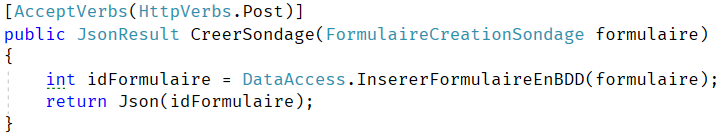 [AcceptVerbs(HttpVerbs.Post)]
public JsonResult CreerSondage(FormulaireCreationSondage formulaire)
{
    int idFormulaire = DataAccess.InsererFormulaireEnBDD(formulaire);
    return Json(idFormulaire);
}